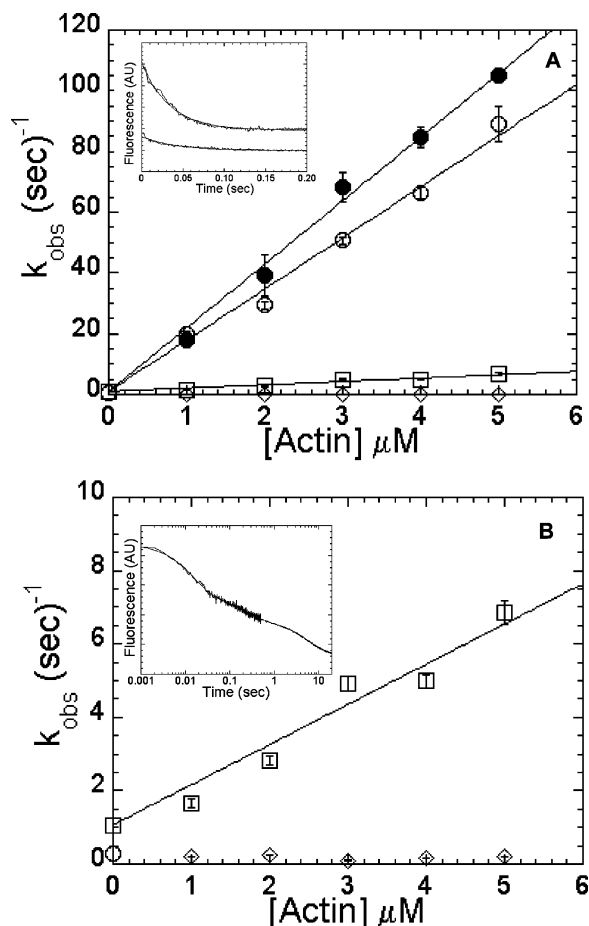 A
120
100
80
60
40
20
0
k_obs (sec)^-1
Fluorescence (AU)
0 0.05 0.10 0.15 0.20
Time (sec)
0 1 2 3 4 5 6
[Actin] μM
B
10
8
6
4
2
0
k_obs (sec)^-1
Fluorescence (AU)
0.001 0.01 0.1 1 10
Time (sec)
0 1 2 3 4 5 6
[Actin] μM